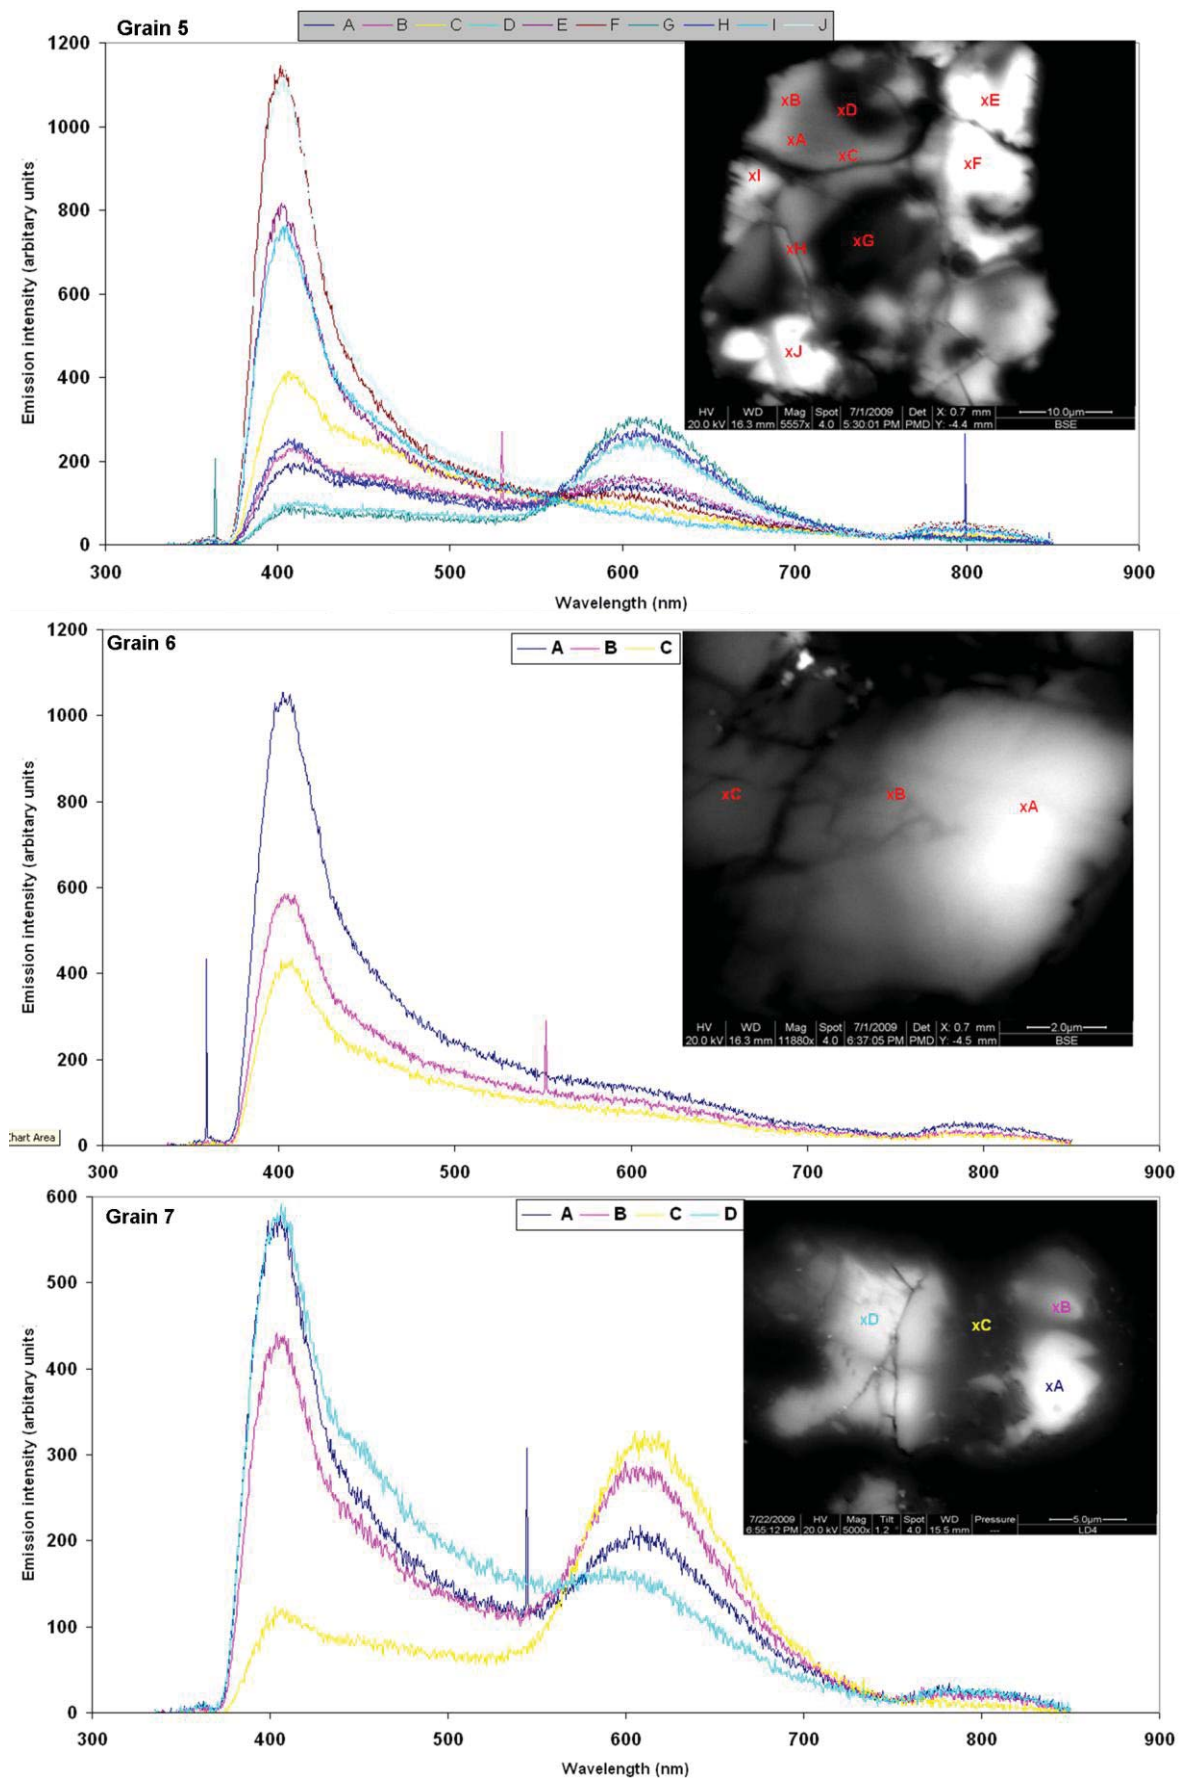 Grain 5
A B C D E F G H I J
1200
1000
800
600
400
200
0
Emission intensity (arbitary units
300 400 500 600 700 800 900
Wavelength (nm)
xB
xD
xE
xA
xC
xF
xI
xH
xG
xJ
HV WD Mag Spot 7/1/2009 Det X: 0.7 mm 10.0µm
20.0 kV 16.3 mm 5557x 4.0 5:30:01 PM PMD Y: -4.4 mm BSE
Grain 6
A B C
1200
1000
800
600
400
200
0
Emission intensity (arbitary units
300 400 500 600 700 800 900
xC
xB
xA
HV WD Mag Spot 7/1/2009 Det X: 0.7 mm 2.0µm
20.0 kV 16.3 mm 11880x 4.0 6:37:05 PM PMD Y: -4.5 mm BSE
Chart Area
Grain 7
A B C D
600
500
400
300
200
100
0
Emission intensity (arbitary units
300 400 500 600 700 800 900
Wavelength (nm)
xD
xC
xB
xA
7/22/2009 HV Mag Tilt Spot WD Pressure 5.0µm
6:55:12 PM 20.0 kV 5000x 1.2 ° 4.0 15.5 mm --- LD4